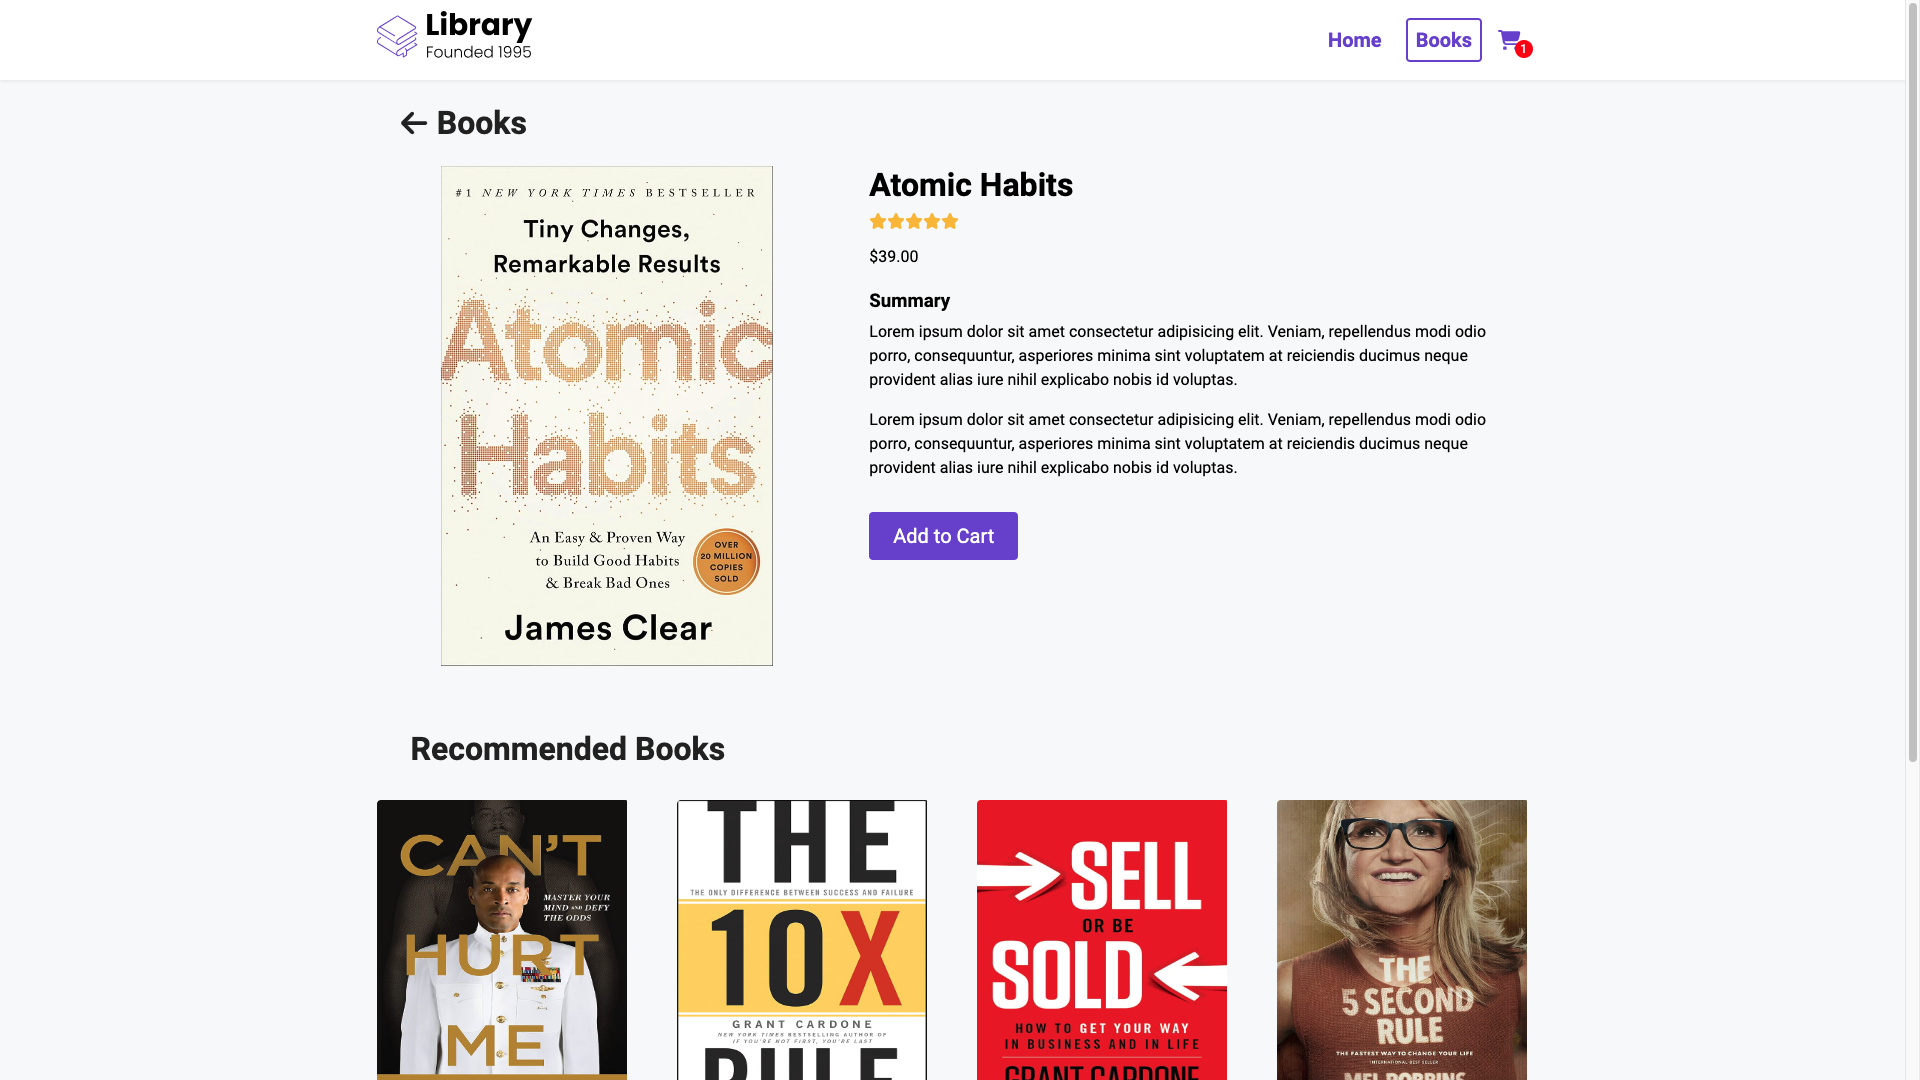 Library
Founded 1995
Home
Books
1
Books
#1 NEW YORK TIMES BESTSELLER
Tiny Changes,
Remarkable Results
Atomic
Habits
An Easy & Proven Way
to Build Good Habits
& Break Bad Ones
OVER
20 MILLION
COPIES
SOLD
James Clear
Atomic Habits
$39.00
Summary
Lorem ipsum dolor sit amet consectetur adipisicing elit. Veniam, repellendus modi odio
porro, consequuntur, asperiores minima sint voluptatem at reiciendis ducimus neque
provident alias iure nihil explicabo nobis id voluptas.
Lorem ipsum dolor sit amet consectetur adipisicing elit. Veniam, repellendus modi odio
porro, consequuntur, asperiores minima sint voluptatem at reiciendis ducimus neque
provident alias iure nihil explicabo nobis id voluptas.
Add to Cart
Recommended Books
CAN'T
MASTER YOUR
MIND AND DEFY
THE ODDS
HURT
ME
THE
THE ONLY DIFFERENCE BETWEEN SUCCESS AND FAILURE
10X
GRANT CARDONE
NEW YORK TIMES BESTSELLING AUTHOR OF
IF YOU'RE NOT FIRST, YOU'RE LAST
RULE
SELL
OR BE
SOLD
HOW TO GET YOUR WAY
IN BUSINESS AND IN LIFE
GRANT CARDONE
THE
5 SECOND
RULE
THE FASTEST WAY TO CHANGE YOUR LIFE
INTERNATIONAL BEST SELLER
MEL ROBBINS